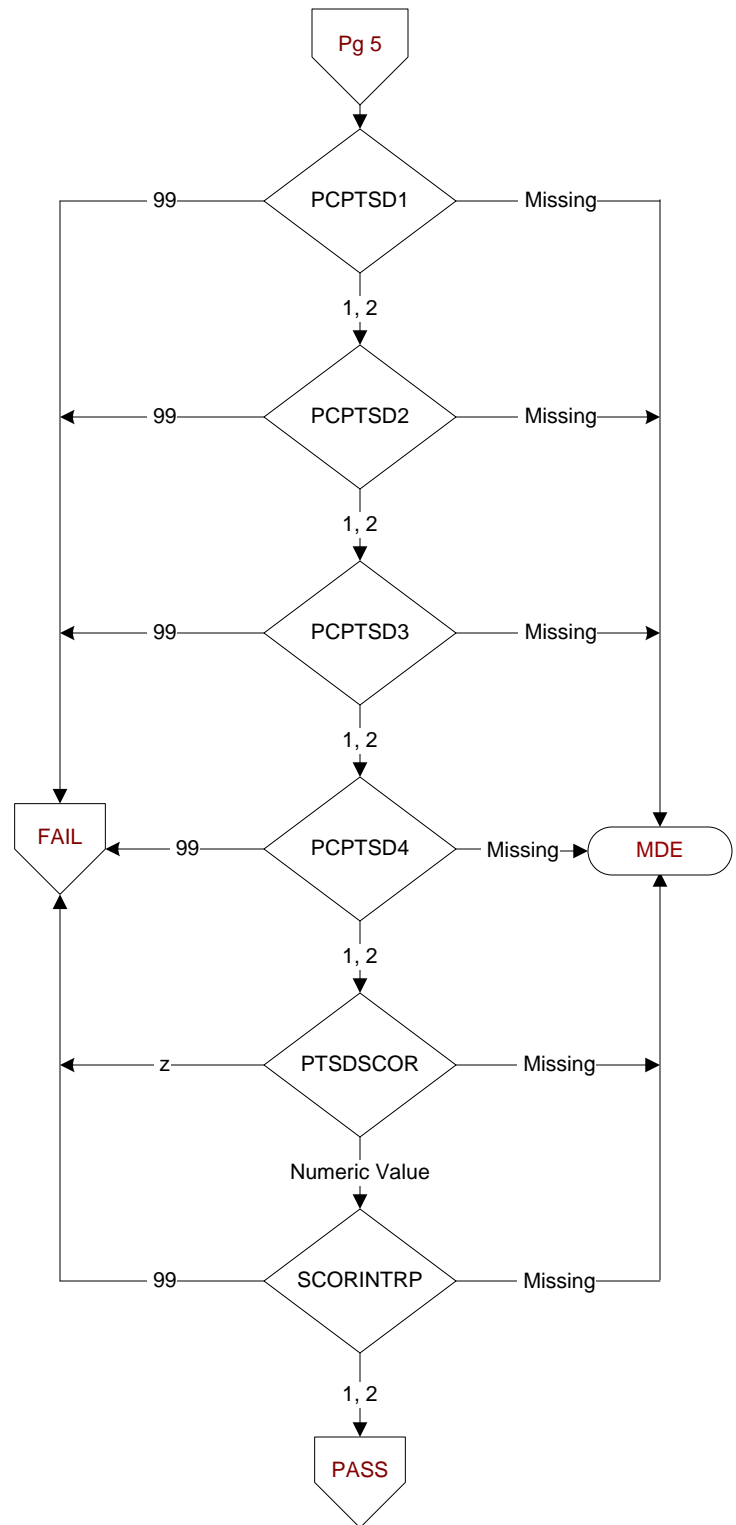 Pg 5
99
PCPTSD1
Missing
1, 2
99
PCPTSD2
Missing
1, 2
99
PCPTSD3
Missing
1, 2
FAIL
99
PCPTSD4
Missing
MDE
1, 2
z
PTSDSCOR
Missing
Numeric Value
99
SCORINTRP
Missing
1, 2
PASS